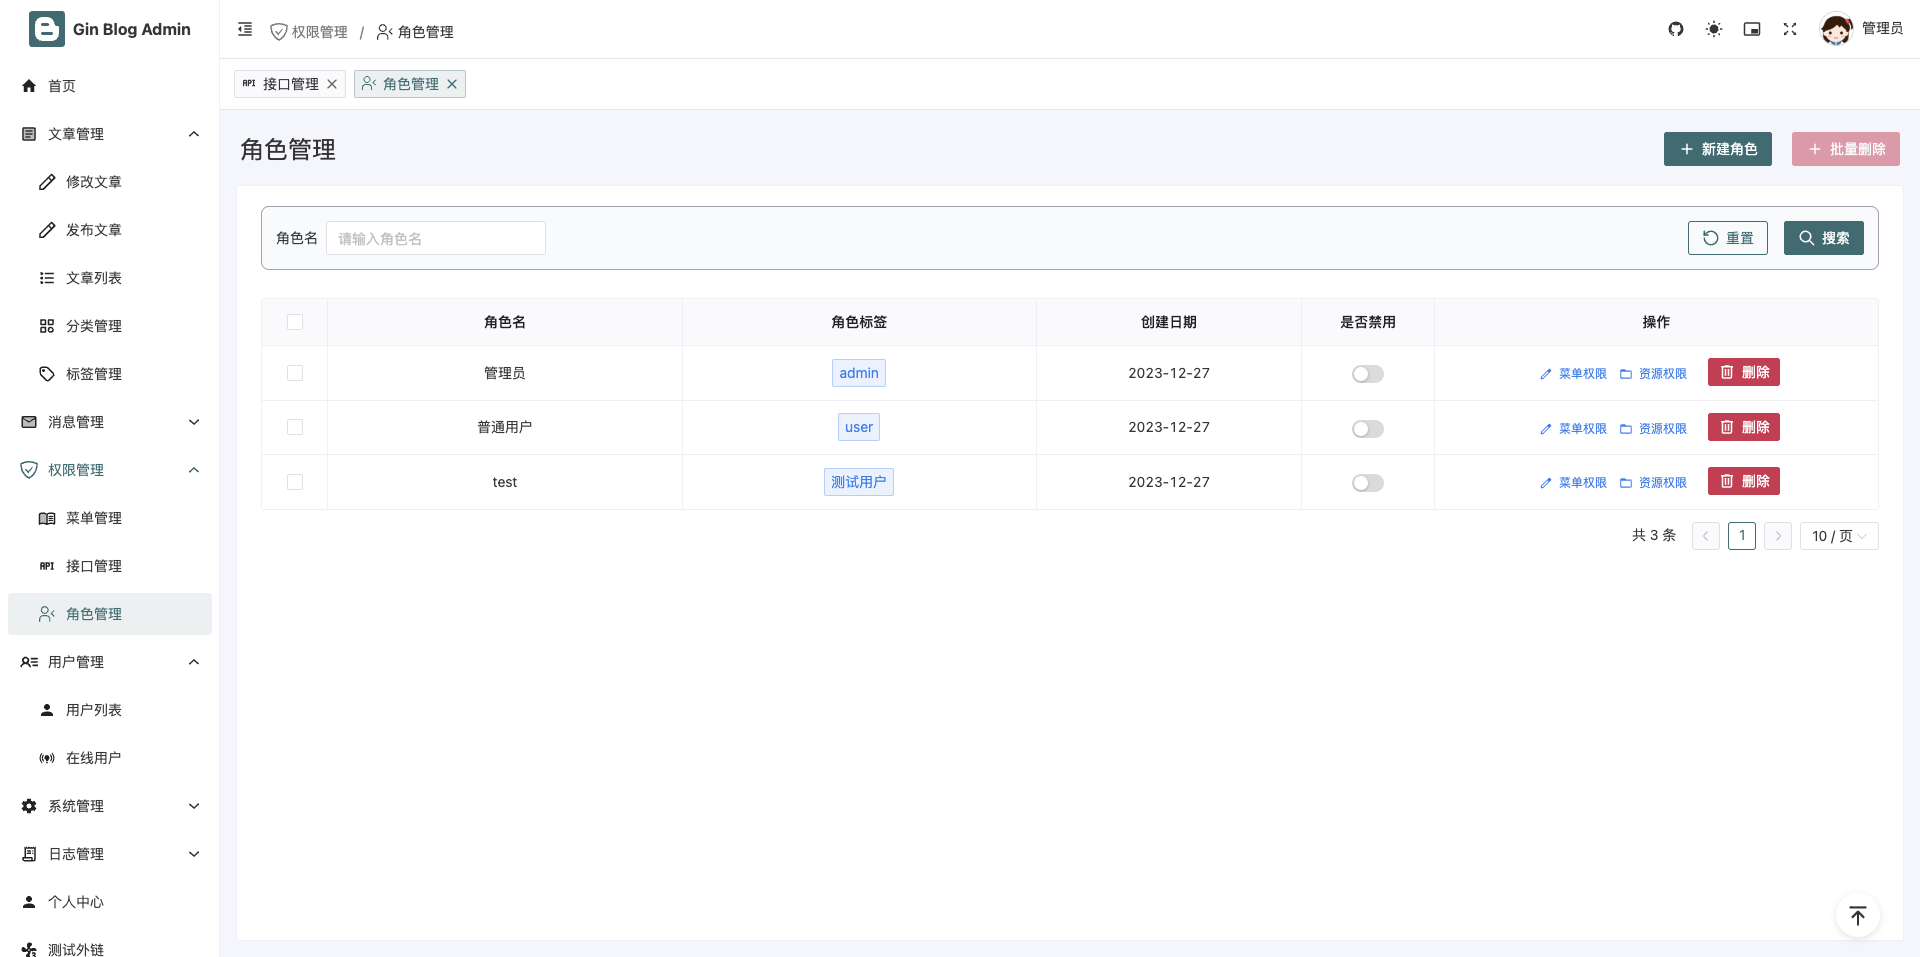 Gin Blog Admin
首页
文章管理
修改文章
发布文章
文章列表
分类管理
标签管理
消息管理
权限管理
菜单管理
API 接口管理
角色管理
用户管理
用户列表
在线用户
系统管理
日志管理
个人中心
测试外链
权限管理 / 角色管理
管理员
API 接口管理 角色管理
角色管理
新建角色 批量删除
角色名 请输入角色名 重置 搜索
角色名 角色标签 创建日期 是否禁用 操作
管理员 admin 2023-12-27 菜单权限 资源权限 删除
普通用户 user 2023-12-27 菜单权限 资源权限 删除
test 测试用户 2023-12-27 菜单权限 资源权限 删除
共 3 条 1 10 / 页